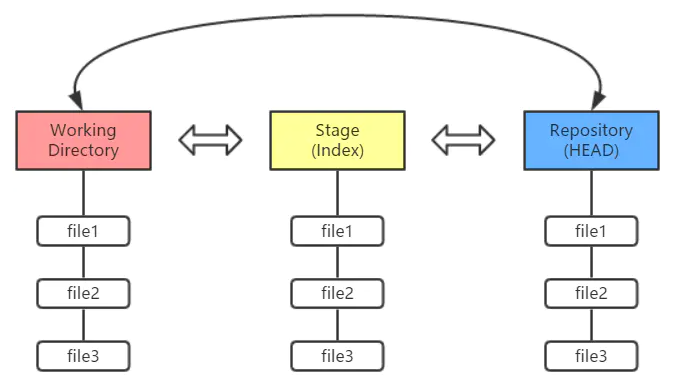 Working
Directory
Stage
(Index)
Repository
(HEAD)
file1
file1
file1
file2
file2
file2
file3
file3
file3